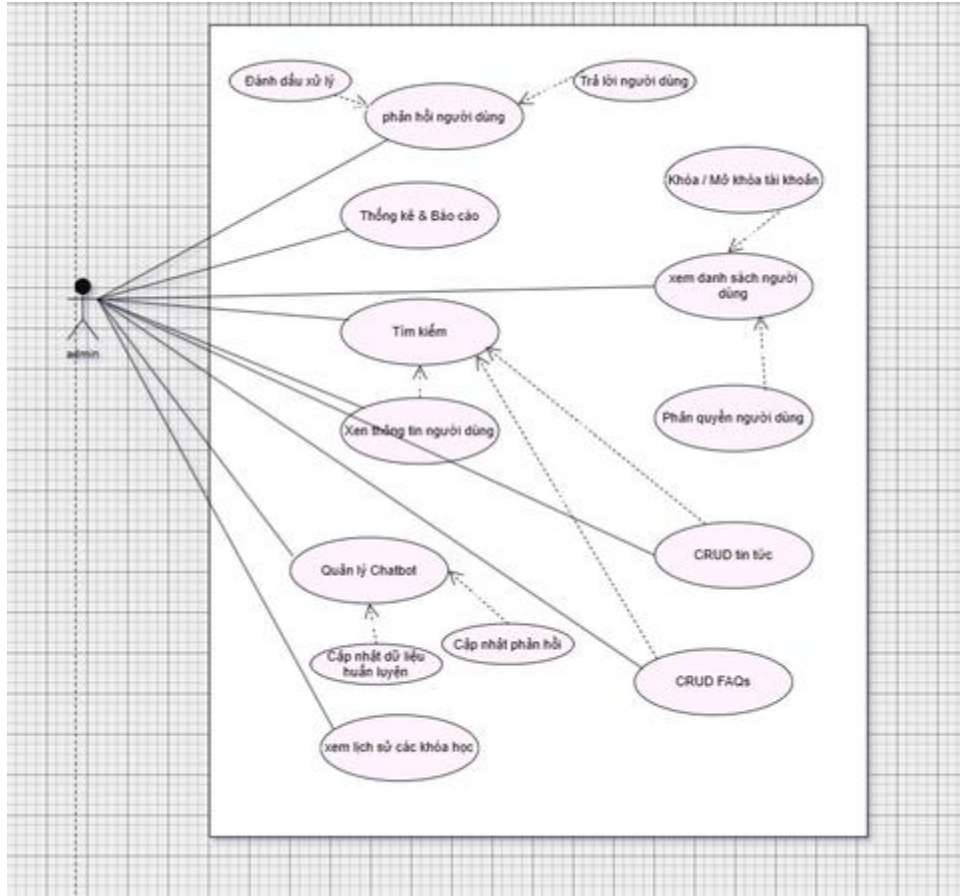 Đánh dấu xử lý
Trả lời người dùng
phản hồi người dùng
Khóa / Mở khóa tài khoản
Thống kê & Báo cáo
xem danh sách người
dùng
Tìm kiếm
admin
Xen thông tin người dùng
Phân quyền người dùng
CRUD tin tức
Quản lý Chatbot
Cập nhật phản hồi
Cập nhật dữ liệu
huấn luyện
CRUD FAQs
xem lịch sử các khóa học